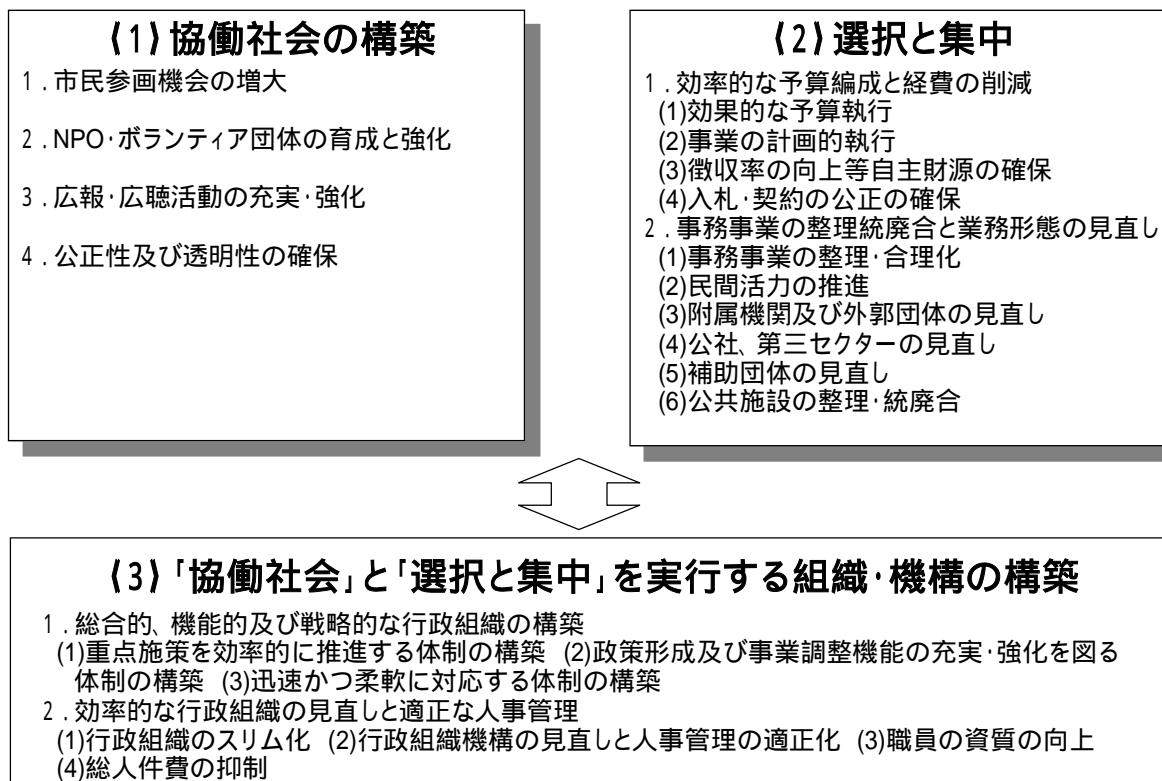 (1)協働社会の構築
1．市民参画機会の増大
2．NPO･ボランティア団体の育成と強化
3．広報･広聴活動の充実･強化
4．公正性及び透明性の確保
(2)選択と集中
1．効率的な予算編成と経費の削減
(1)効果的な予算執行
(2)事業の計画的執行
(3)徴収率の向上等自主財源の確保
(4)入札･契約の公正の確保
2．事務事業の整理統廃合と業務形態の見直し
(1)事務事業の整理･合理化
(2)民間活力の推進
(3)附属機関及び外郭団体の見直し
(4)公社、第三セクターの見直し
(5)補助団体の見直し
(6)公共施設の整理･統廃合
(3)｢協働社会｣と｢選択と集中｣を実行する組織･機構の構築
1．総合的、機能的及び戦略的な行政組織の構築
(1)重点施策を効率的に推進する体制の構築 (2)政策形成及び事業調整機能の充実･強化を図る
体制の構築 (3)迅速かつ柔軟に対応する体制の構築
2．効率的な行政組織の見直しと適正な人事管理
(1)行政組織のスリム化 (2)行政組織機構の見直しと人事管理の適正化 (3)職員の資質の向上
(4)総人件費の抑制